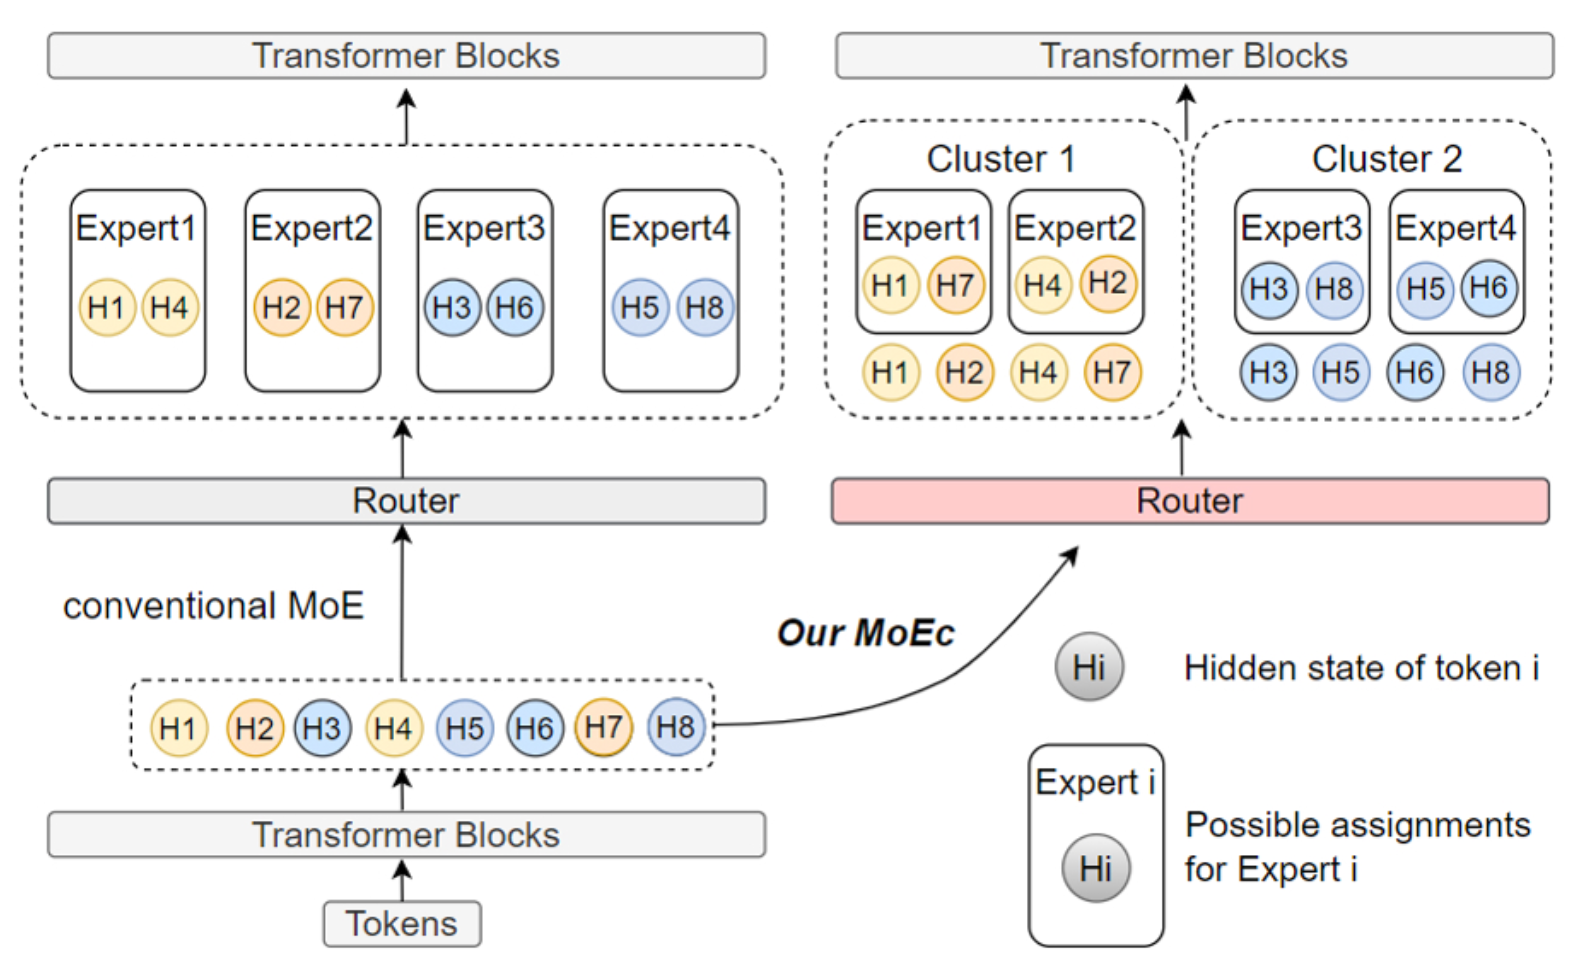 Transformer Blocks
Expert1 Expert2 Expert3 Expert4
H1 H4 H2 H7 H3 H6 H5 H8
Router
conventional MoE
H1 H2 H3 H4 H5 H6 H7 H8
Transformer Blocks
Tokens
Transformer Blocks
Cluster 1
Expert1 Expert2
H1 H7 H4 H2
H1 H2 H4 H7
Cluster 2
Expert3 Expert4
H3 H8 H5 H6
H3 H5 H6 H8
Router
Our MoEc
Hi Hidden state of token i
Expert i
Hi
Possible assignments
for Expert i